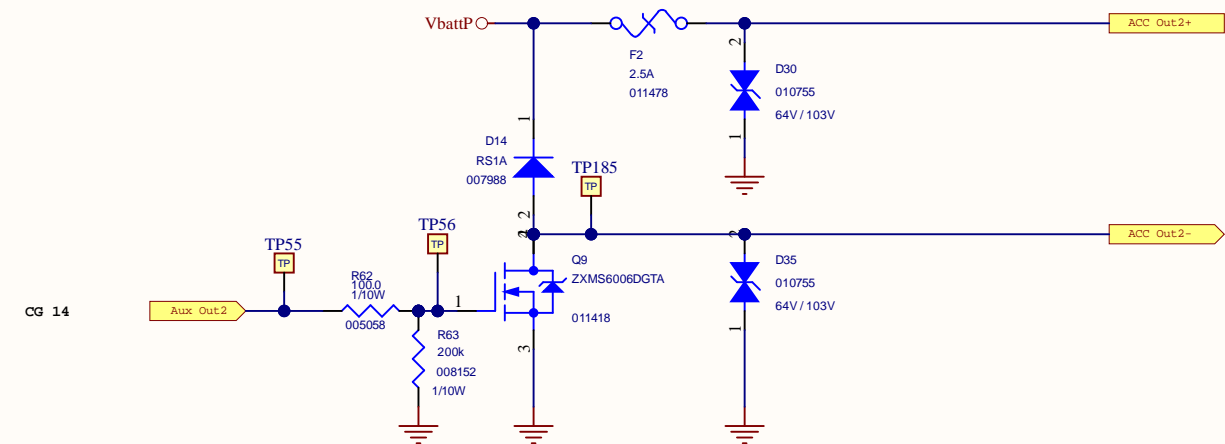 VbattP
ACC Out2+
F2
2.5A
011478
2
D30
010755
64V / 103V
1
1
D14
RS1A
007988
2
TP185
TP
TP56
TP
TP55
TP
2
ACC Out2-
Q9
ZXMS6006DGTA
011418
D35
010755
64V / 103V
1
R62
100.0
1/10W
005058
1
CG 14
Aux Out2
R63
200k
008152
1/10W
3